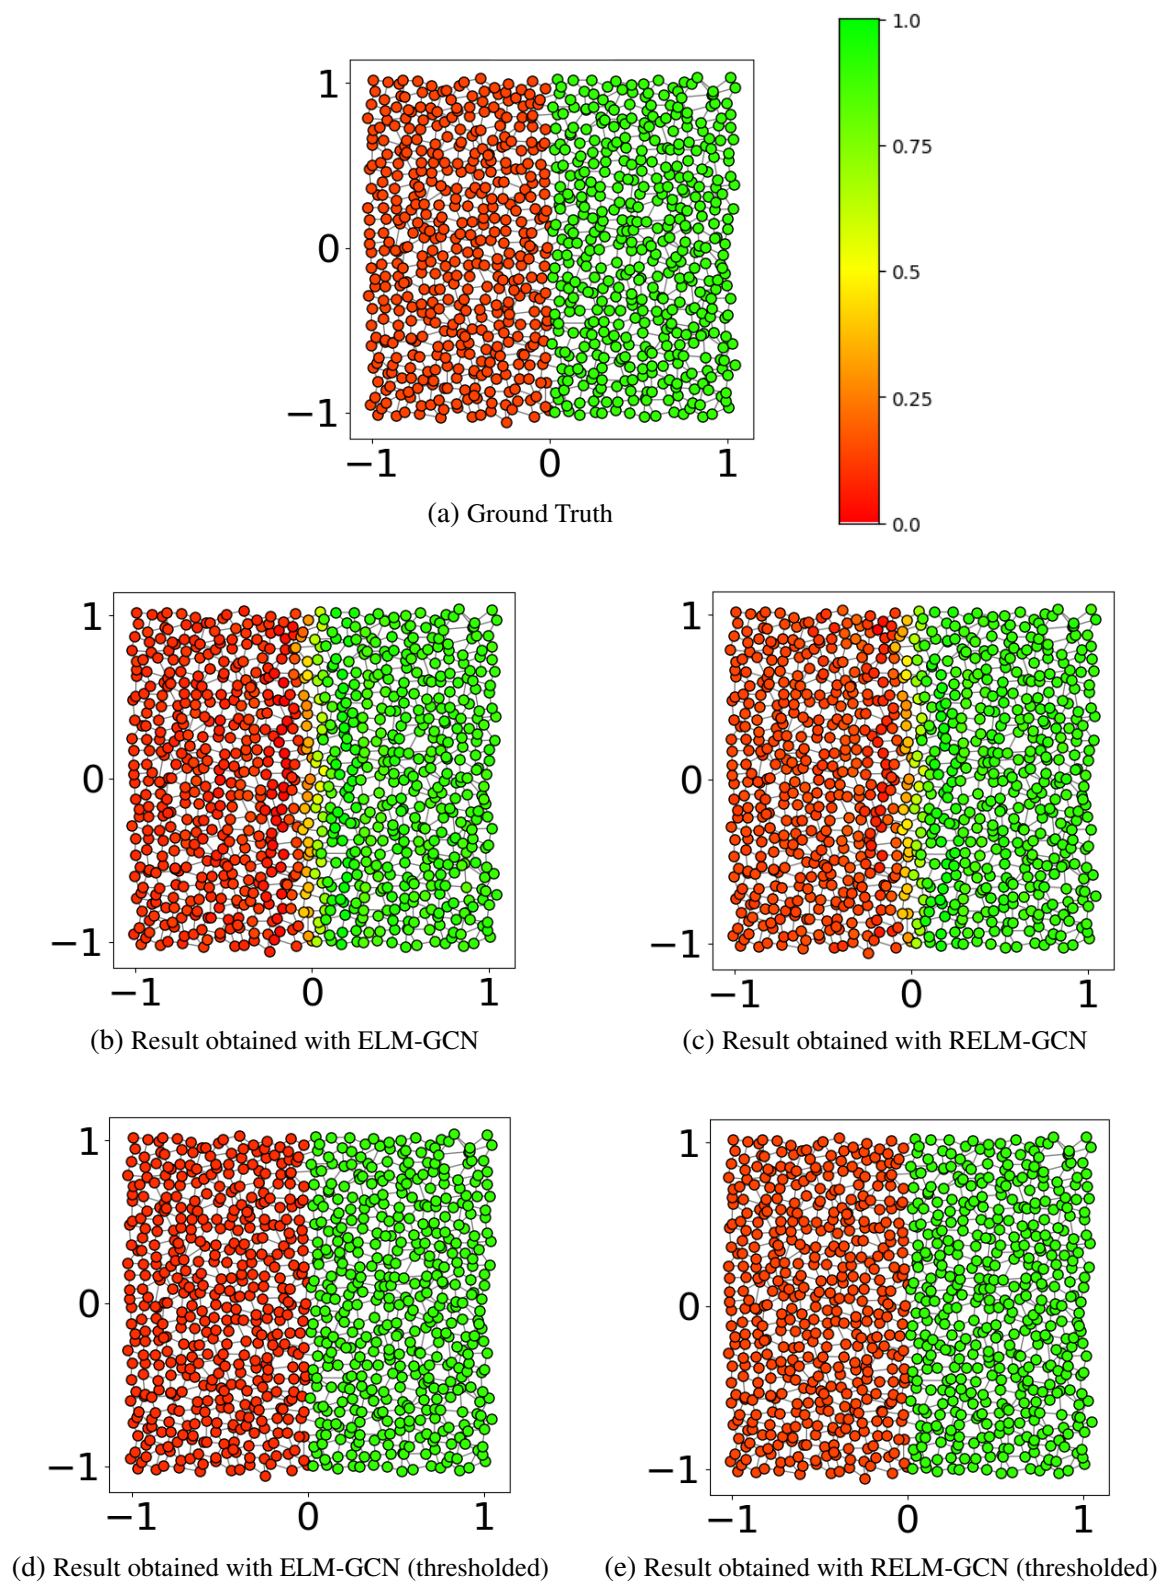 1.0
1
0.75
0
0.5
0.25
−1
−1 0 1
0.0
(a) Ground Truth
1
1
0
0
−1
−1
−1 0 1
−1 0 1
(b) Result obtained with ELM-GCN
(c) Result obtained with RELM-GCN
1
1
0
0
−1
−1
−1 0 1
−1 0 1
(d) Result obtained with ELM-GCN (thresholded)
(e) Result obtained with RELM-GCN (thresholded)